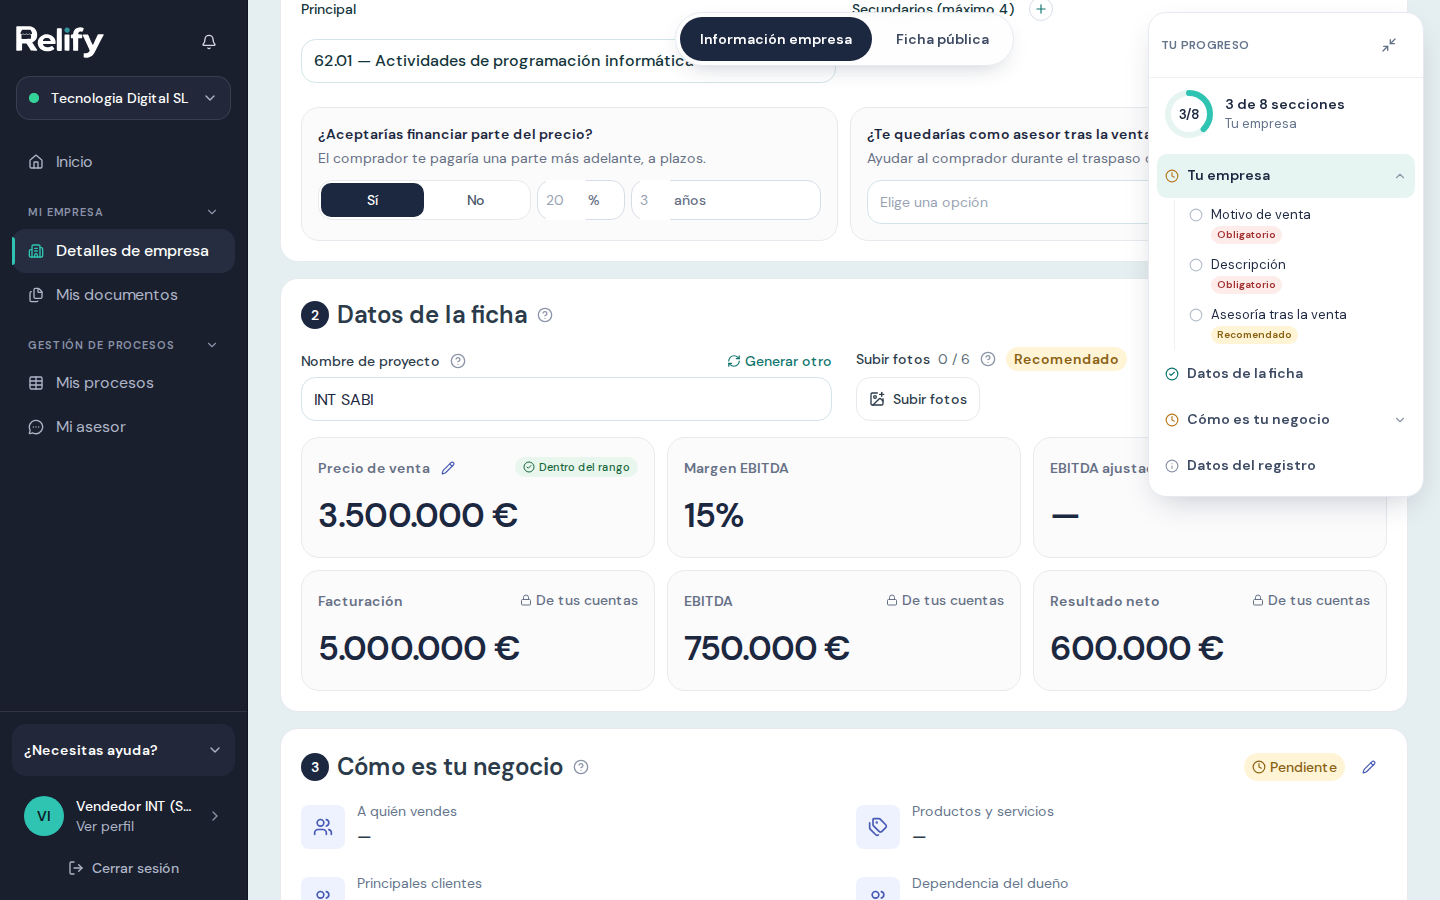 Relify
Tecnologia Digital SL
Inicio
MI EMPRESA
Detalles de empresa
Mis documentos
GESTIÓN DE PROCESOS
Mis procesos
Mi asesor
¿Necesitas ayuda?
VI
Vendedor INT (S...
Ver perfil
Cerrar sesión
Información empresa
Ficha pública
Principal
Secundarios (máximo 4)
62.01 — Actividades de programación informática
¿Aceptarías financiar parte del precio?
El comprador te pagaría una parte más adelante, a plazos.
Sí
No
20 %
3 años
¿Te quedarías como asesor tras la venta
Ayudar al comprador durante el traspaso
Elige una opción
2 Datos de la ficha
Nombre de proyecto
Generar otro
INT SABI
Subir fotos 0 / 6
Recomendado
Subir fotos
Precio de venta
Dentro del rango
3.500.000 €
Margen EBITDA
15%
EBITDA
—
Facturación
De tus cuentas
5.000.000 €
EBITDA
De tus cuentas
750.000 €
Resultado neto
De tus cuentas
600.000 €
3 Cómo es tu negocio
Pendiente
A quién vendes
—
Productos y servicios
—
Principales clientes
Dependencia del dueño
TU PROGRESO
3/8
3 de 8 secciones
Tu empresa
Tu empresa
Motivo de venta
Obligatorio
Descripción
Obligatorio
Asesoría tras la venta
Recomendado
Datos de la ficha
Cómo es tu negocio
Datos del registro